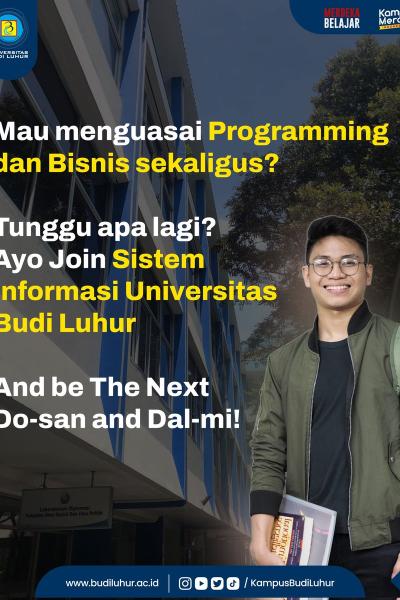 UNIVERSITAS
BUDI LUHUR
MERDEKA
BELAJAR
Mau menguasai Programming
dan Bisnis sekaligus?
Tunggu apa lagi?
Ayo Join Sistem
Informasi Universitas
Budi Luhur
And be The Next
Do-san and Dal-mi!
www.budiluhur.ac.id
/KampusBudiLuhur